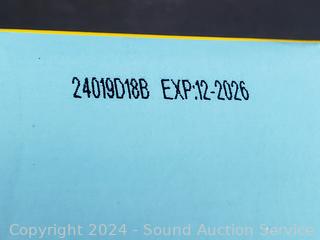 24019D18B EXP:12-2026
Copyright 2024 - Sound Auction Service